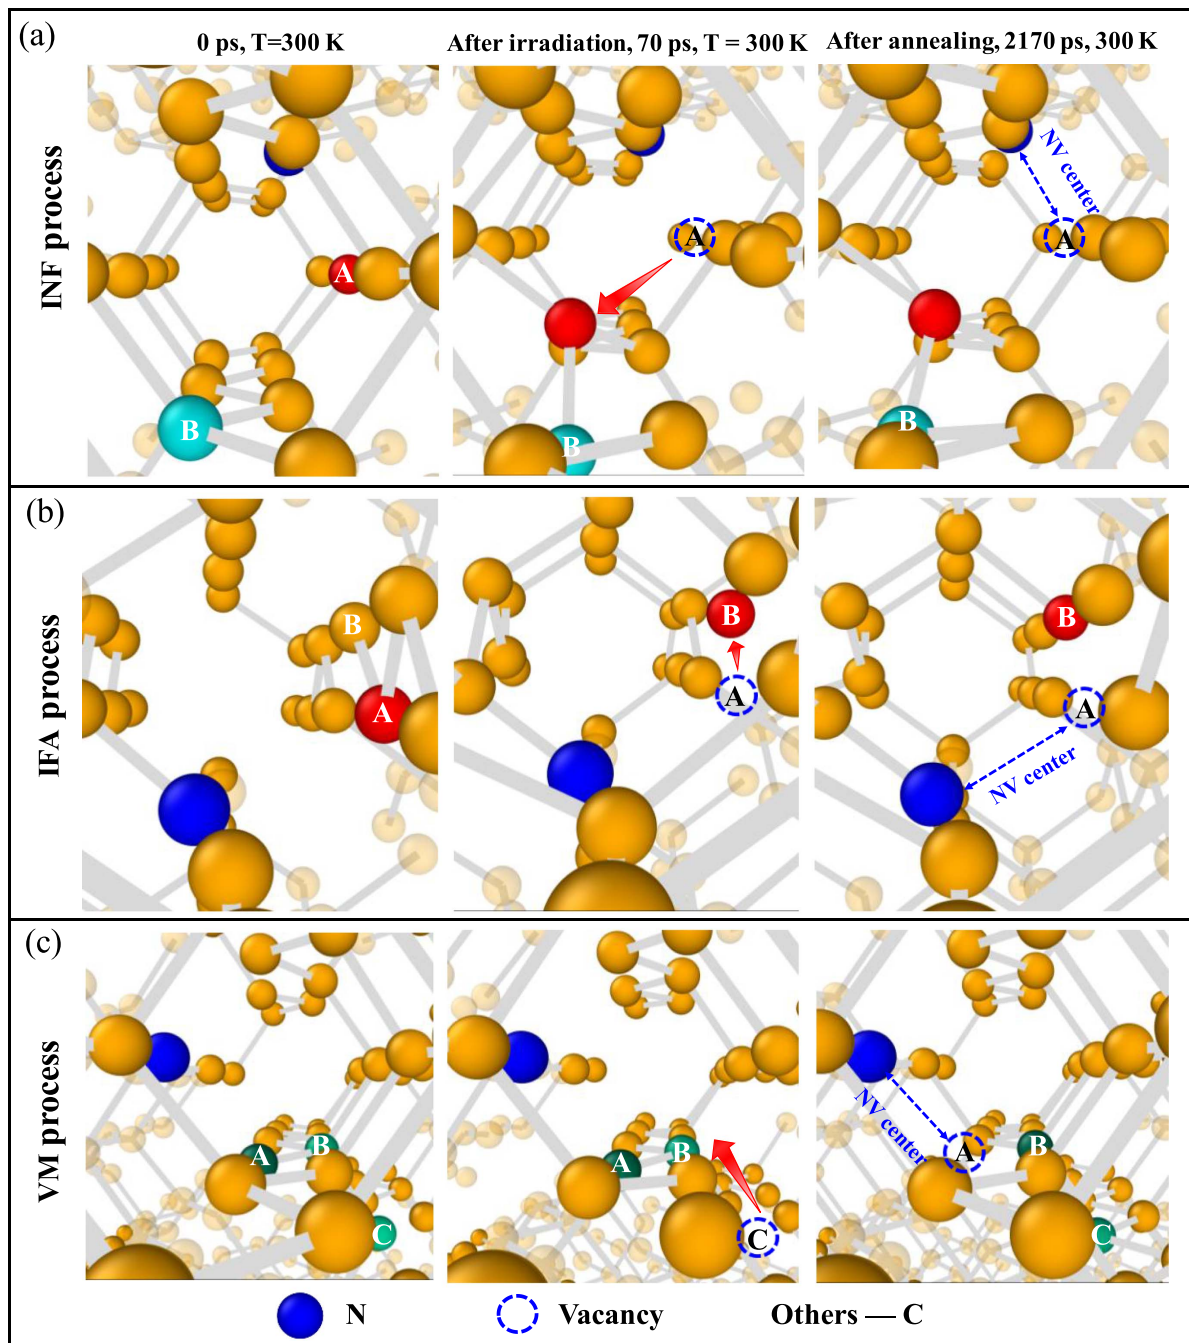 (a)
0 ps, T=300 K
After irradiation, 70 ps, T = 300 K
After annealing, 2170 ps, 300 K
INF process
A
B
A
B
NV center
A
B
(b)
IFA process
B
A
B
A
B
A
NV center
(c)
VM process
A
B
C
A
B
C
NV center
A
B
C
N
Vacancy
Others — C